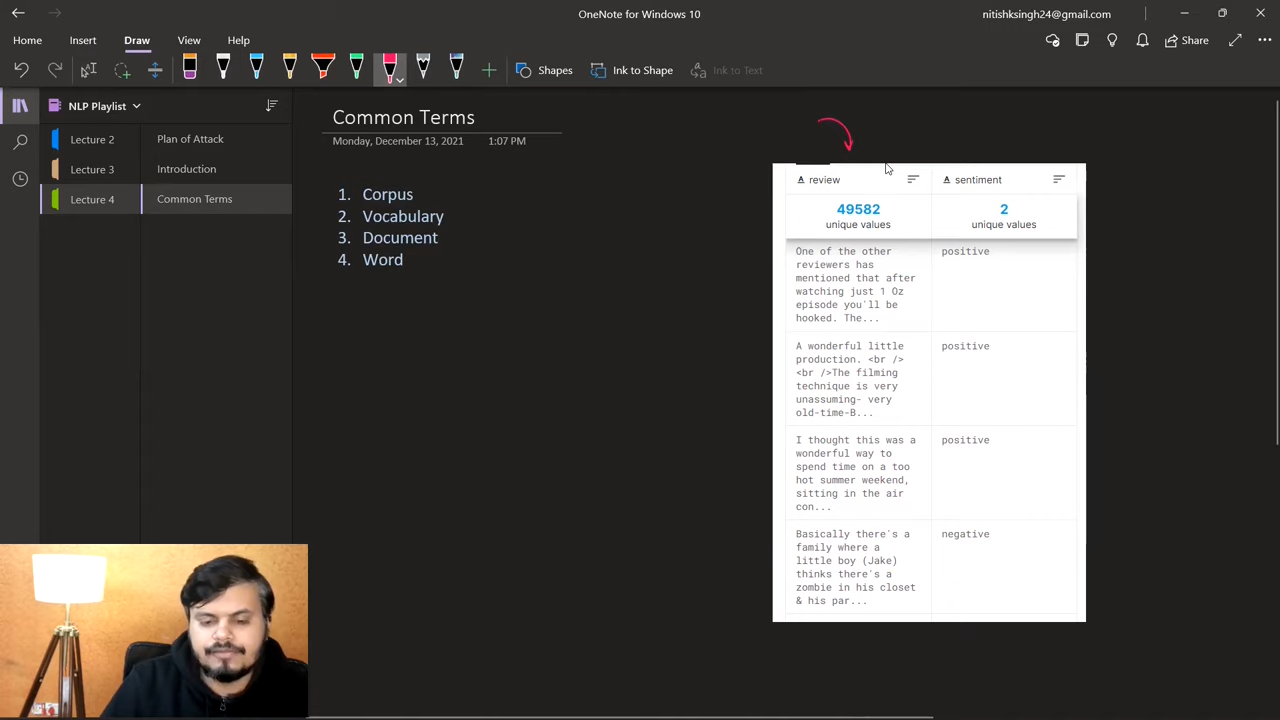 OneNote for Windows 10
nitishksingh24@gmail.com
Home Insert Draw View Help
Share
Shapes Ink to Shape Ink to Text
NLP Playlist
Lecture 2 Plan of Attack
Lecture 3 Introduction
Lecture 4 Common Terms
Common Terms
Monday, December 13, 2021 1:07 PM
1. Corpus
2. Vocabulary
3. Document
4. Word
A review A sentiment
49582 2
unique values unique values
One of the other positive
reviewers has
mentioned that after
watching just 1 Oz
episode you'll be
hooked. The...
A wonderful little positive
production. <br />
<br />The filming
technique is very
unassuming- very
old-time-B...
I thought this was a positive
wonderful way to
spend time on a too
hot summer weekend,
sitting in the air
con...
Basically there's a negative
family where a
little boy (Jake)
thinks there's a
zombie in his closet
& his par...